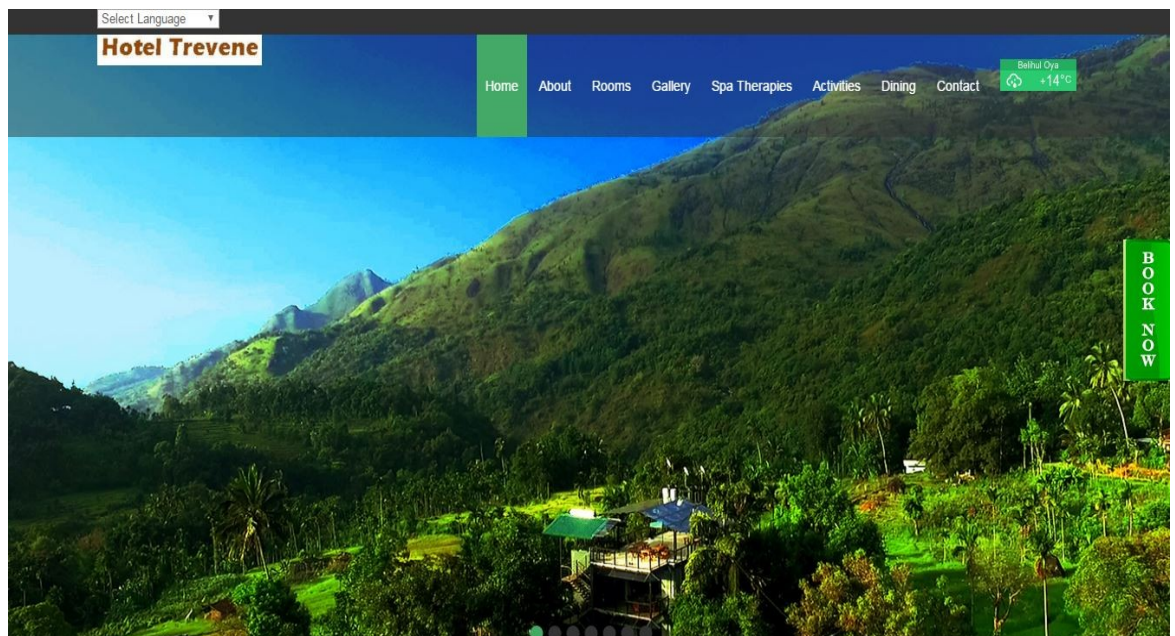 Select Language
Hotel Trevene
Home About Rooms Gallery Spa Therapies Activities Dining Contact
Belihul Oya
+14°C
BOOK NOW